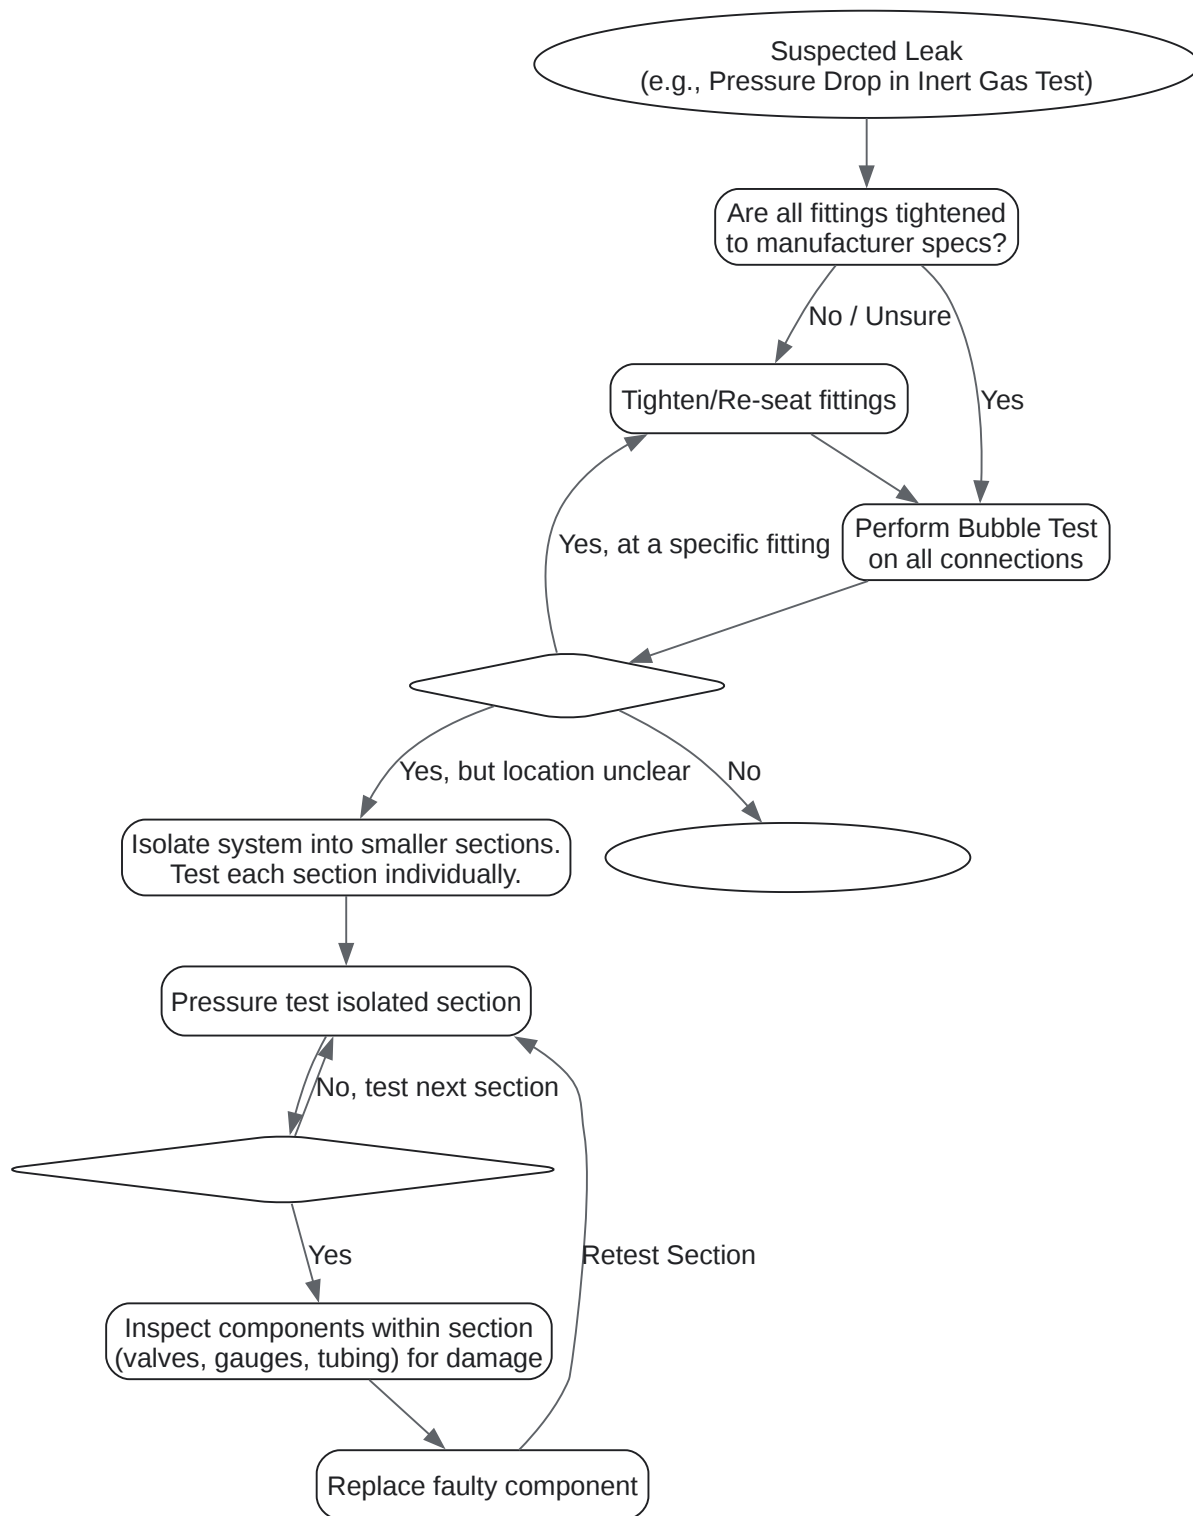 Suspected Leak
(e.g., Pressure Drop in Inert Gas Test)
Are all fittings tightened
to manufacturer specs?
No / Unsure
Tighten/Re-seat fittings
Yes
Perform Bubble Test
on all connections
Yes, at a specific fitting
Yes, but location unclear
No
Isolate system into smaller sections.
Test each section individually.
Pressure test isolated section
No, test next section
Yes
Retest Section
Inspect components within section
(valves, gauges, tubing) for damage
Replace faulty component